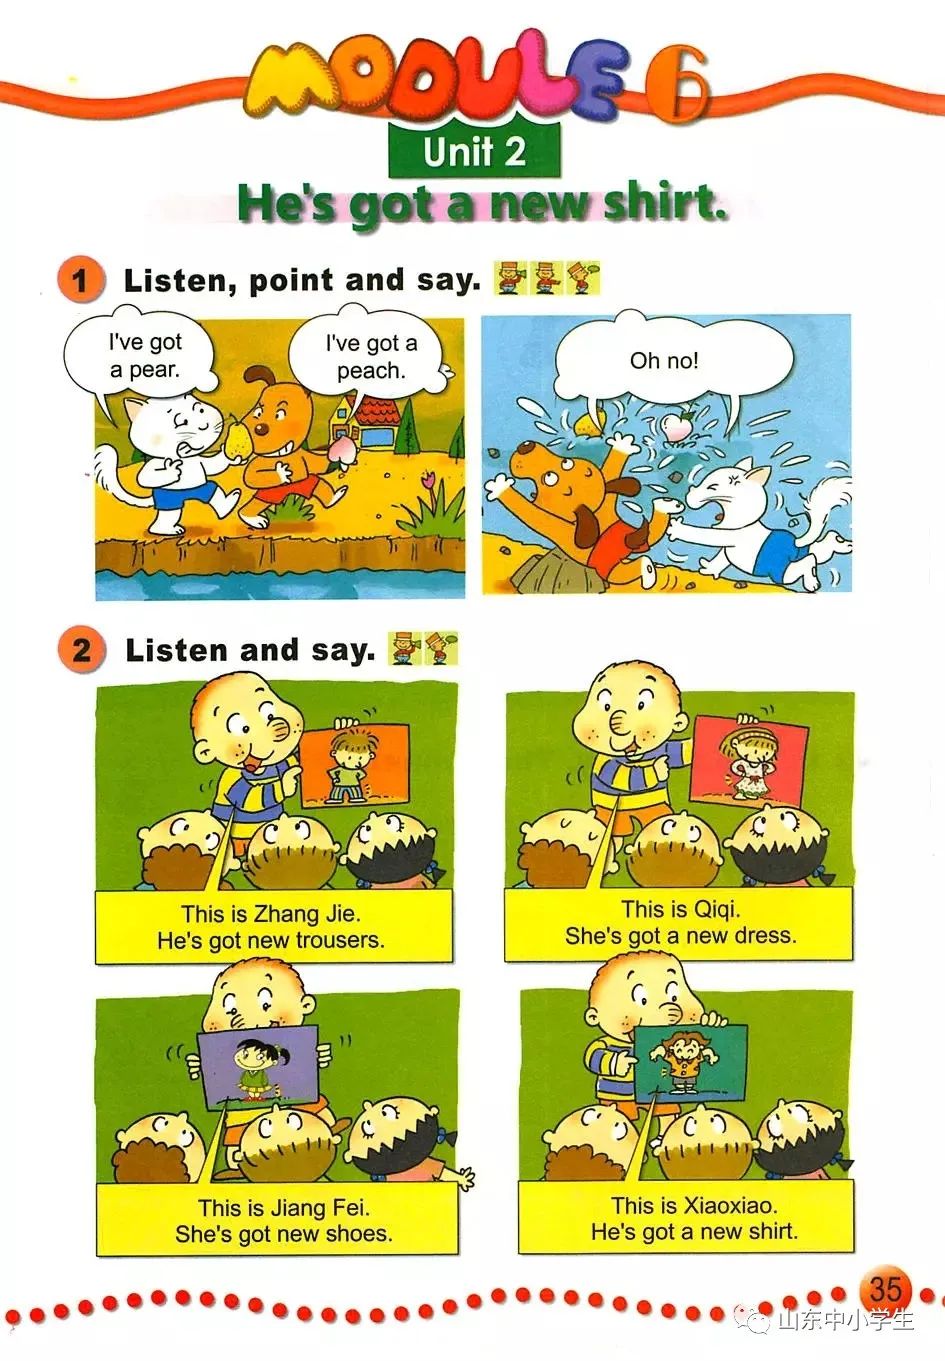 MODULE 6
Unit 2
He's got a new shirt.
1 Listen, point and say.
I've got
a pear.
I've got a
peach.
Oh no!
2 Listen and say.
This is Zhang Jie.
He's got new trousers.
This is Qiqi.
She's got a new dress.
This is Jiang Fei.
She's got new shoes.
This is Xiaoxiao.
He's got a new shirt.
35
山东中小学生